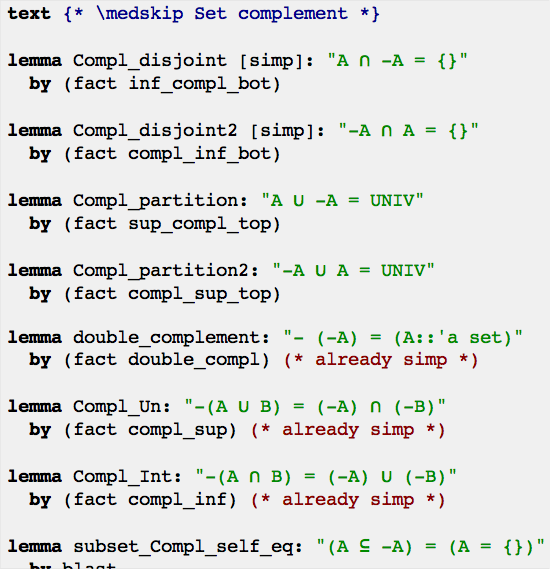 text {* \medskip Set complement *}
lemma Compl_disjoint [simp]: "A ∩ -A = {}"
by (fact inf_compl_bot)
lemma Compl_disjoint2 [simp]: "-A ∩ A = {}"
by (fact compl_inf_bot)
lemma Compl_partition: "A ∪ -A = UNIV"
by (fact sup_compl_top)
lemma Compl_partition2: "-A ∪ A = UNIV"
by (fact compl_sup_top)
lemma double_complement: "- (-A) = (A::'a set)"
by (fact double_compl) (* already simp *)
lemma Compl_Un: "-(A ∪ B) = (-A) ∩ (-B)"
by (fact compl_sup) (* already simp *)
lemma Compl_Int: "-(A ∩ B) = (-A) ∪ (-B)"
by (fact compl_inf) (* already simp *)
lemma subset_Compl_self_eq: "(A ⊆ -A) = (A = {})"
by blast